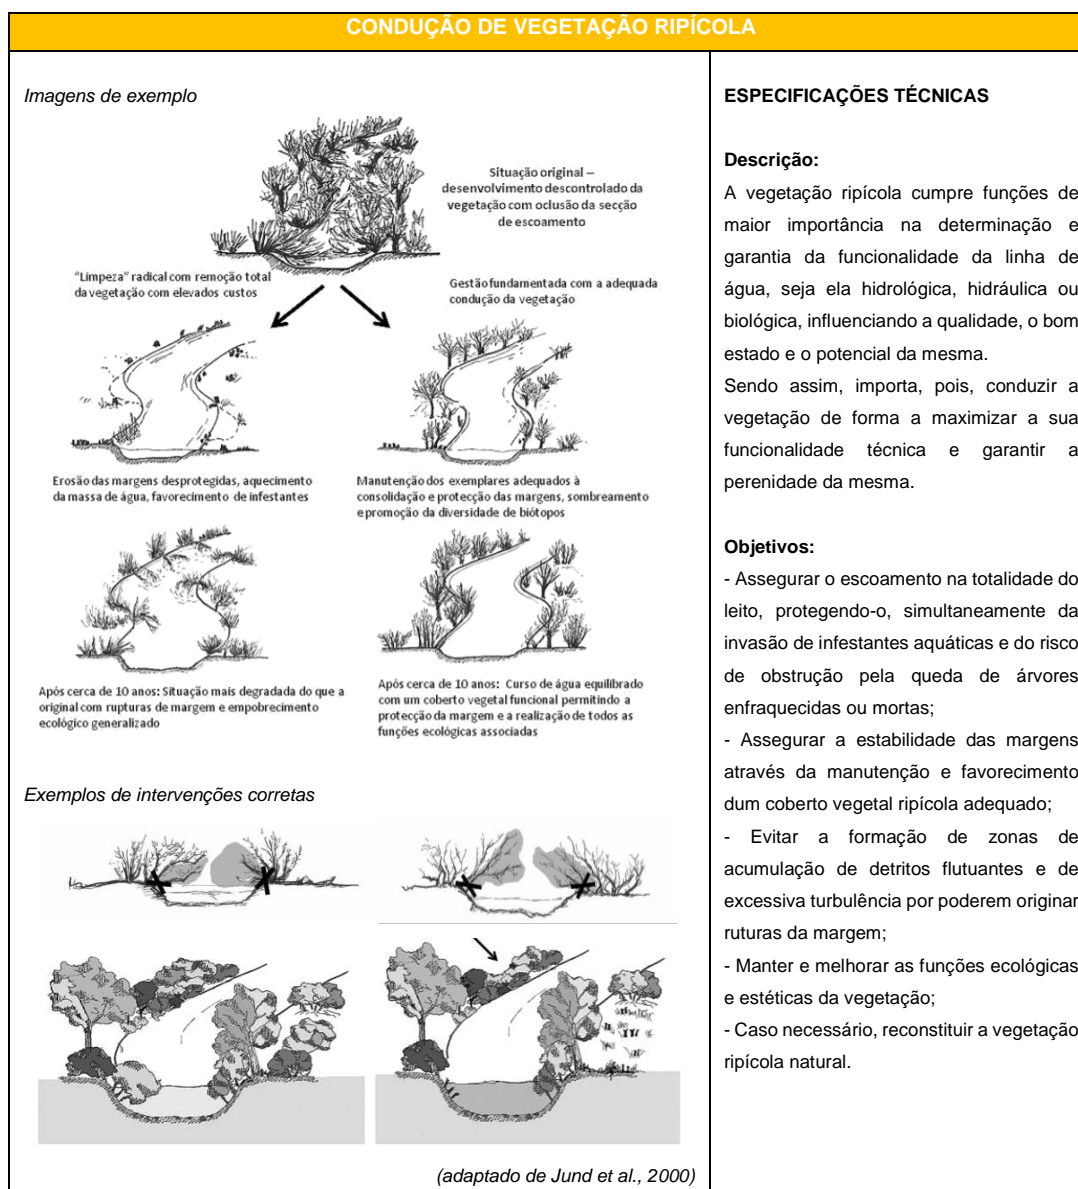 CONDUÇÃO DE VEGETAÇÃO RIPÍCOLA
Imagens de exemplo
Situação original –
desenvolvimento descontrolado da
vegetação com oclusão da secção
de escoamento
"Limpeza" radical com remoção total
da vegetação com elevados custos
Gestão fundamentada com a adequada
condução da vegetação
Erosão das margens desprotegidas, aquecimento
da massa de água, favorecimento de infestantes
Manutenção dos exemplares adequados à
consolidação e protecção das margens, sombreamento
e promoção da diversidade de biótopos
Após cerca de 10 anos: Situação mais degradada do que a
original com rupturas de margem e empobrecimento
ecológico generalizado
Após cerca de 10 anos: Curso de água equilibrado
com um coberto vegetal funcional permitindo a
protecção da margem e a realização de todos as
funções ecológicas associadas
Exemplos de intervenções corretas
(adaptado de Jund et al., 2000)
ESPECIFICAÇÕES TÉCNICAS
Descrição:
A vegetação ripícola cumpre funções de
maior importância na determinação e
garantia da funcionalidade da linha de
água, seja ela hidrológica, hidráulica ou
biológica, influenciando a qualidade, o bom
estado e o potencial da mesma.
Sendo assim, importa, pois, conduzir a
vegetação de forma a maximizar a sua
funcionalidade técnica e garantir a
perenidade da mesma.
Objetivos:
- Assegurar o escoamento na totalidade do
leito, protegendo-o, simultaneamente da
invasão de infestantes aquáticas e do risco
de obstrução pela queda de árvores
enfraquecidas ou mortas;
- Assegurar a estabilidade das margens
através da manutenção e favorecimento
dum coberto vegetal ripícola adequado;
- Evitar a formação de zonas de
acumulação de detritos flutuantes e de
excessiva turbulência por poderem originar
ruturas da margem;
- Manter e melhorar as funções ecológicas
e estéticas da vegetação;
- Caso necessário, reconstituir a vegetação
ripícola natural.